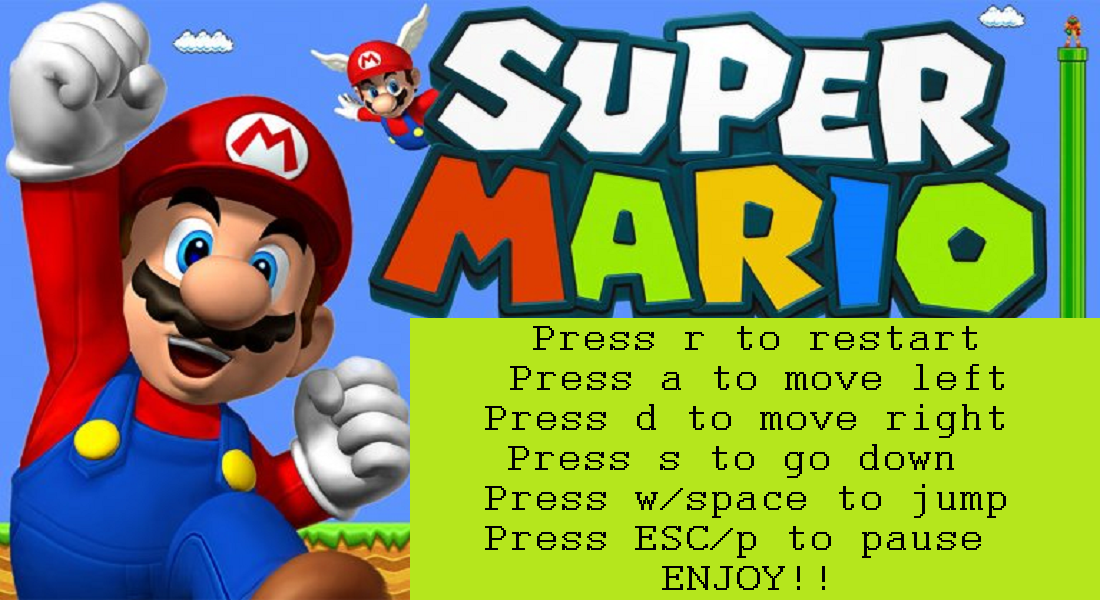 SUPER
MARIO
Press r to restart
Press a to move left
Press d to move right
Press s to go down
Press w/space to jump
Press ESC/p to pause
ENJOY!!